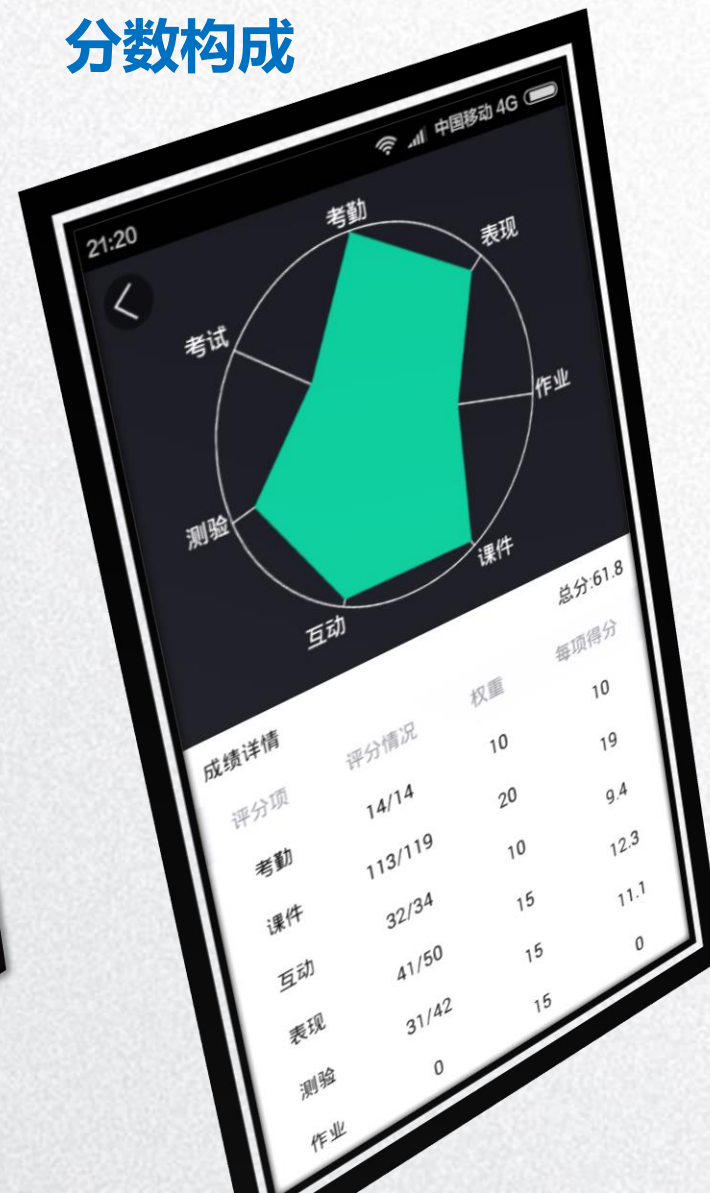 分数构成
21:20 中国移动 4G
考勤
表现
考试
作业
测验
课件
互动
总分:61.8
成绩详情
评分项 评分情况 权重 每项得分
考勤 14/14 10 10
课件 113/119 20 19
互动 32/34 10 9.4
表现 41/50 15 12.3
测验 31/42 15 11.1
作业 0 15 0